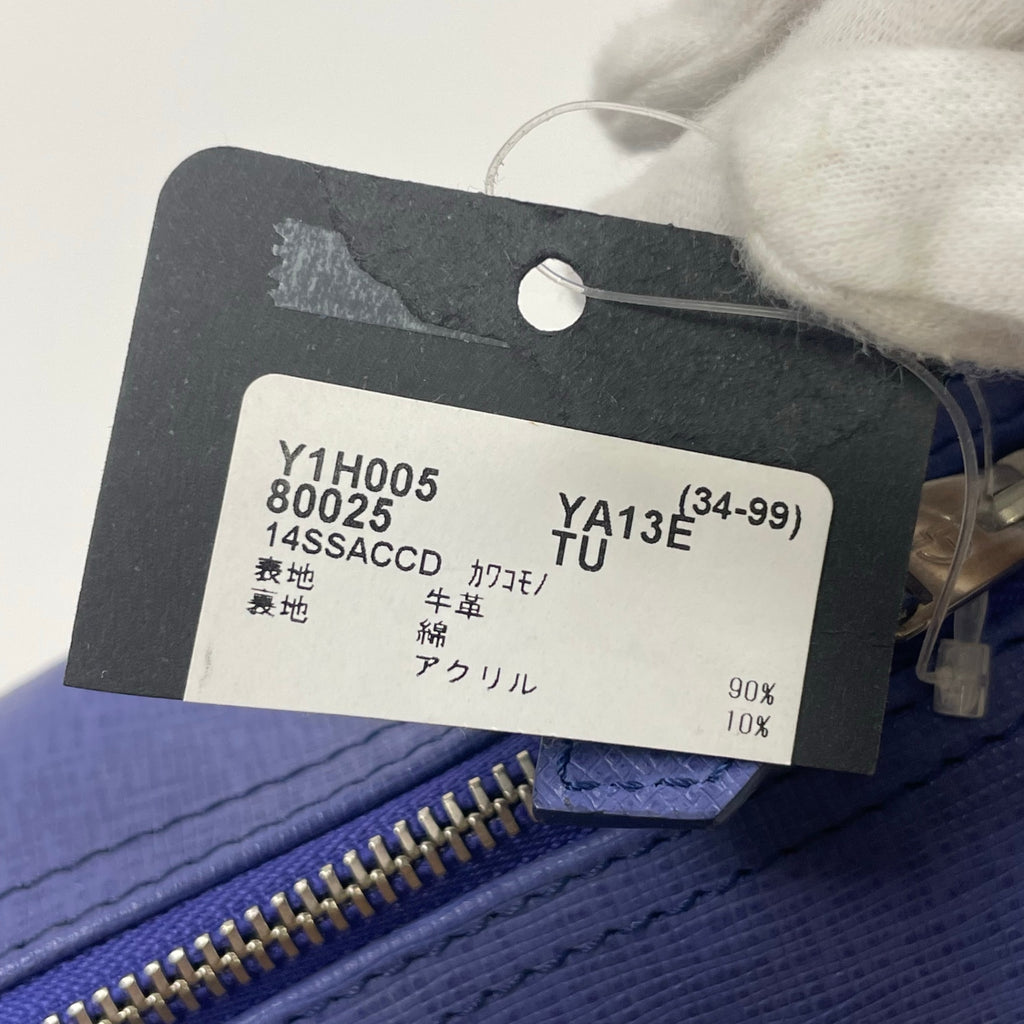 Y1H005 YA13E (34-99)
80025 TU
14SSACCD ｶﾜｺﾓﾉ
表地 牛革
裏地 綿 90%
アクリル 10%